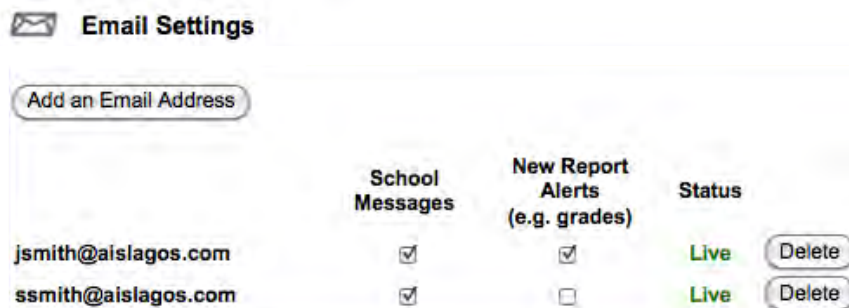 Email Settings
Add an Email Address
School Messages
New Report Alerts (e.g. grades)
Status
jsmith@aislagos.com Live Delete
ssmith@aislagos.com Live Delete